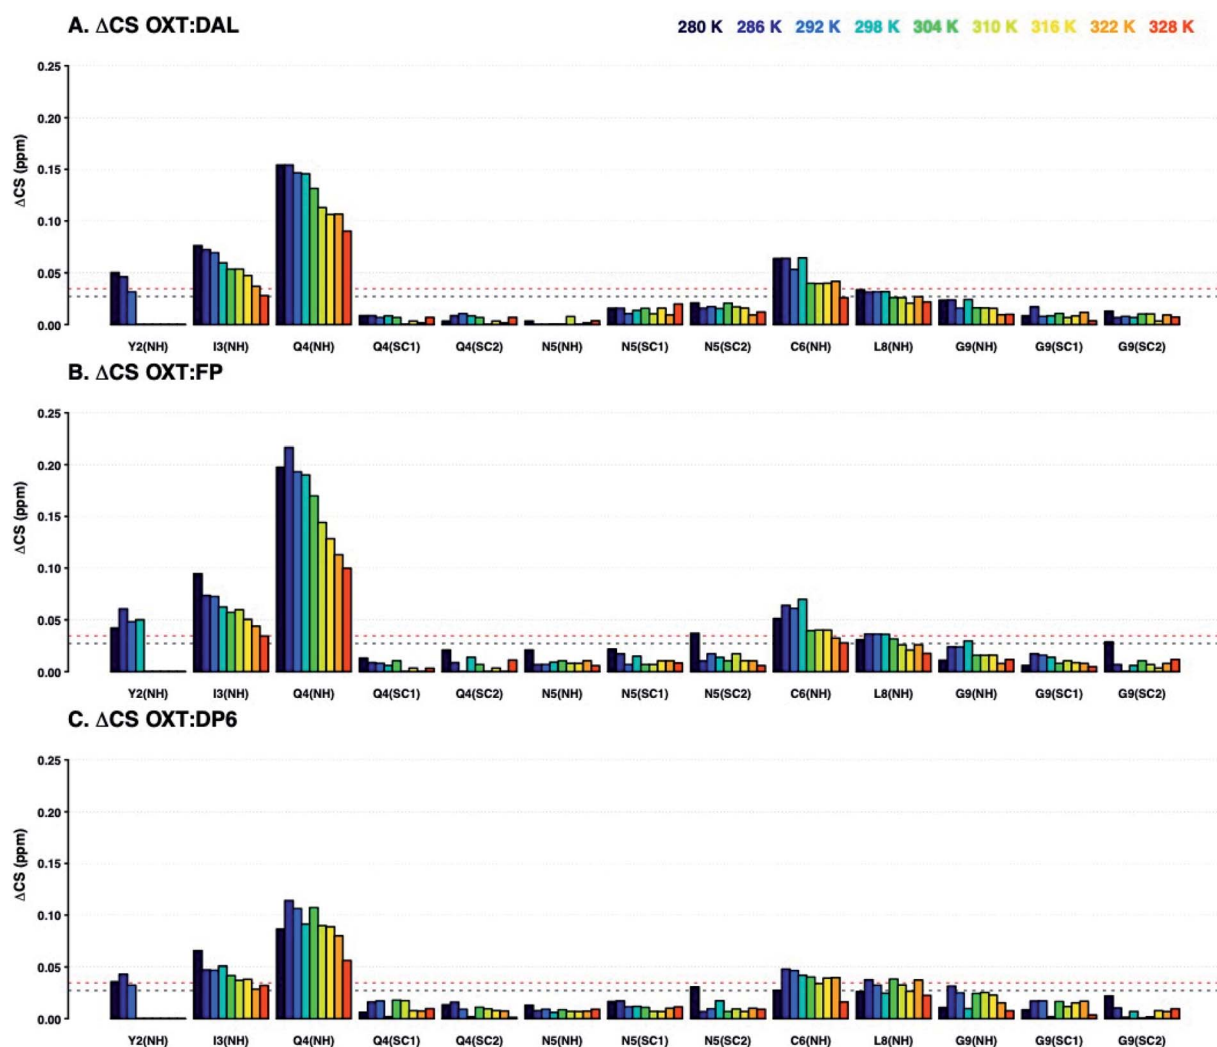 A. ΔCS OXT:DAL
280 K 286 K 292 K 298 K 304 K 310 K 316 K 322 K 328 K
ΔCS (ppm)
0.25
0.20
0.15
0.10
0.05
0.00
Y2(NH) I3(NH) Q4(NH) Q4(SC1) Q4(SC2) N5(NH) N5(SC1) N5(SC2) C6(NH) L8(NH) G9(NH) G9(SC1) G9(SC2)
B. ΔCS OXT:FP
ΔCS (ppm)
0.25
0.20
0.15
0.10
0.05
0.00
Y2(NH) I3(NH) Q4(NH) Q4(SC1) Q4(SC2) N5(NH) N5(SC1) N5(SC2) C6(NH) L8(NH) G9(NH) G9(SC1) G9(SC2)
C. ΔCS OXT:DP6
ΔCS (ppm)
0.25
0.20
0.15
0.10
0.05
0.00
Y2(NH) I3(NH) Q4(NH) Q4(SC1) Q4(SC2) N5(NH) N5(SC1) N5(SC2) C6(NH) L8(NH) G9(NH) G9(SC1) G9(SC2)